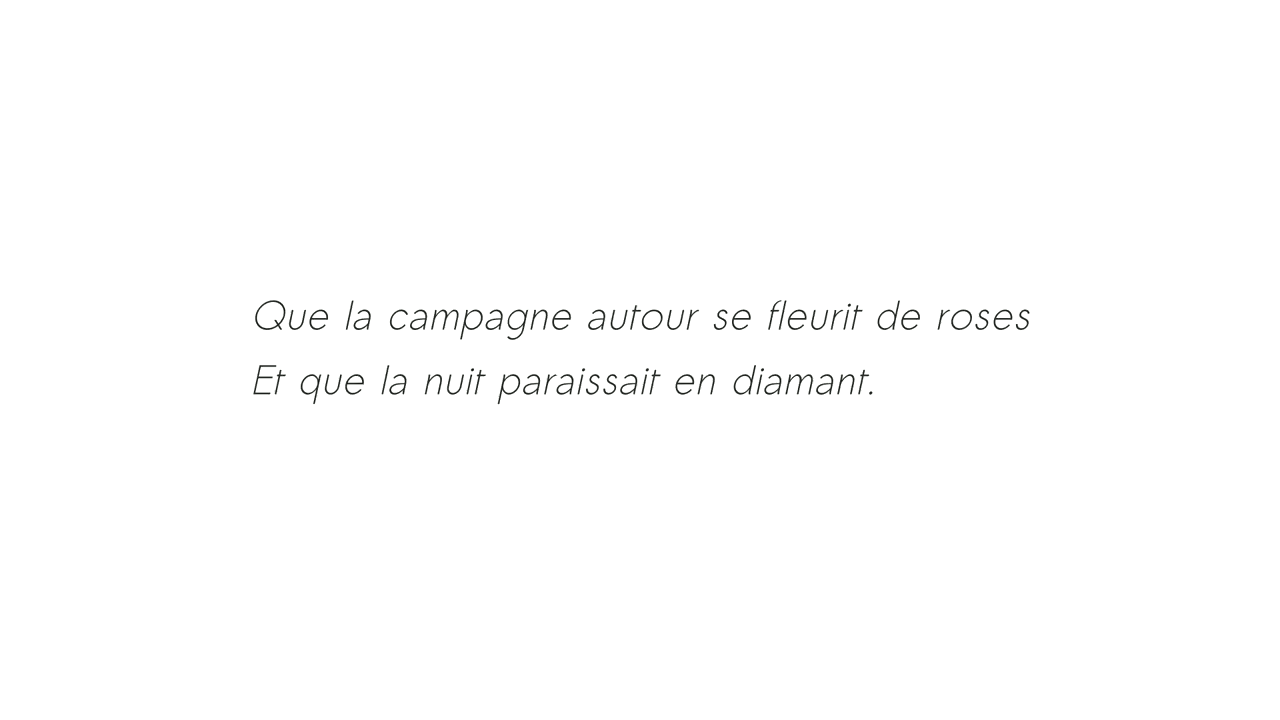 Que la campagne autour se fleurit de roses
Et que la nuit paraissait en diamant.